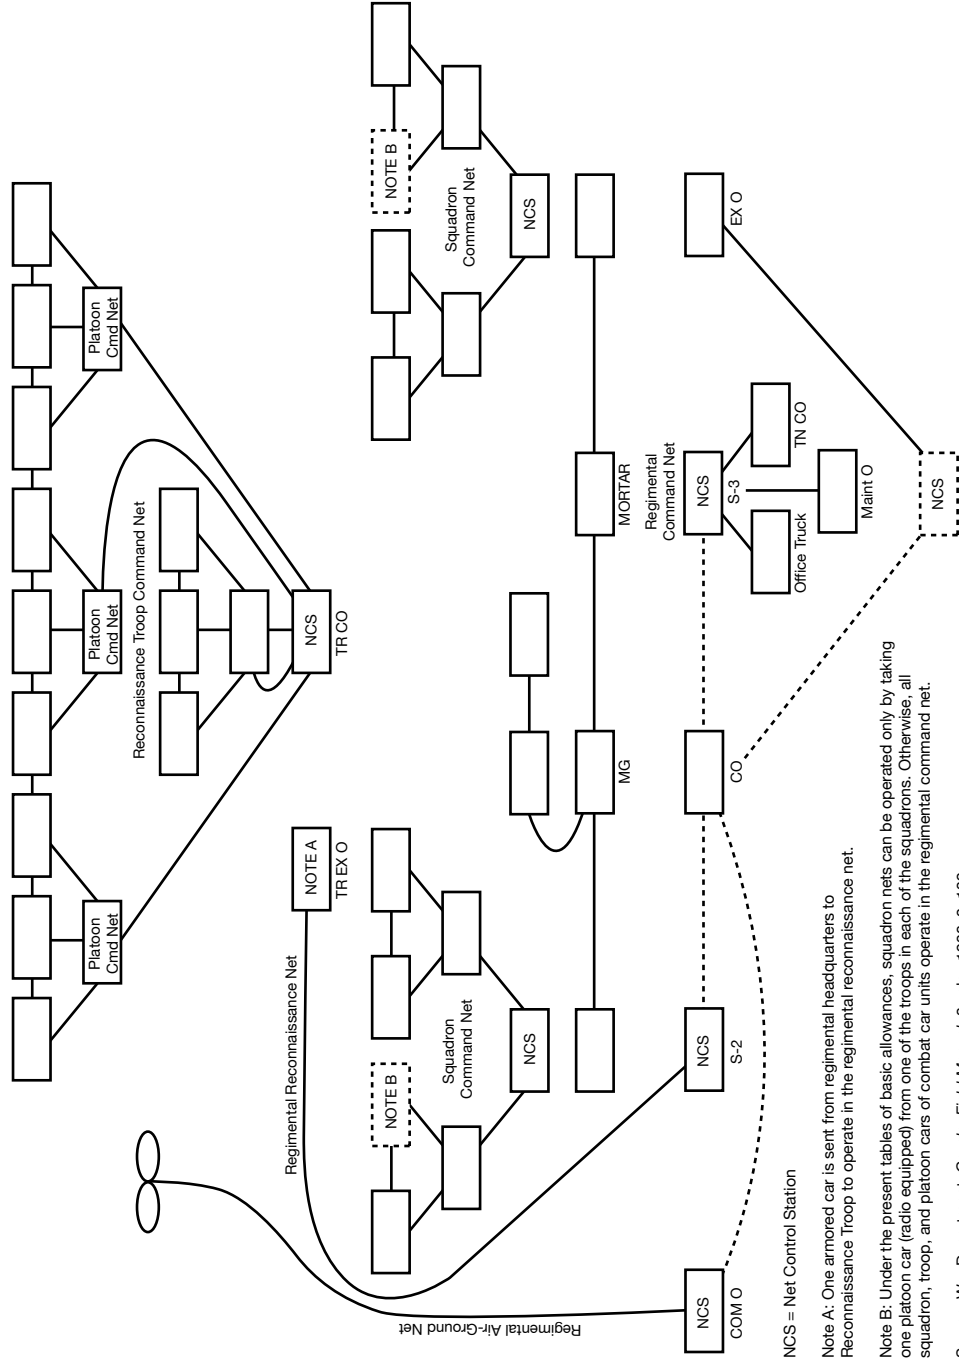 Platoon
Cmd Net
Platoon
Cmd Net
Platoon
Cmd Net
Reconnaissance Troop Command Net
Regimental Reconnaissance Net
NOTE A
TR EX O
NCS
TR CO
NOTE B
NOTE B
Squadron
Command Net
Squadron
Command Net
NCS
NCS
Regimental Air-Ground Net
MG
MORTAR
Regimental
Command Net
NCS
COM O
NCS
S-2
CO
NCS
S-3
EX O
Office Truck
TN CO
Maint O
NCS
NCS = Net Control Station
Note A: One armored car is sent from regimental headquarters to
Reconnaissance Troop to operate in the regimental reconnaissance net.
Note B: Under the present tables of basic allowances, squadron nets can be operated only by taking
one platoon car (radio equipped) from one of the troops in each of the squadrons. Otherwise, all
squadron, troop, and platoon cars of combat car units operate in the regimental command net.